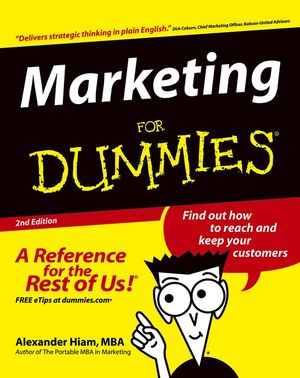 "Delivers strategic thinking in plain English." Dirk Coburn, Chief Marketing Officer, Babson-United Advisors
Marketing
FOR
DUMMIES®
2nd Edition
Find out how
to reach and
keep your
customers
A Reference
for the
Rest of Us!®
FREE eTips at dummies.com®
Alexander Hiam, MBA
Author of The Portable MBA in Marketing